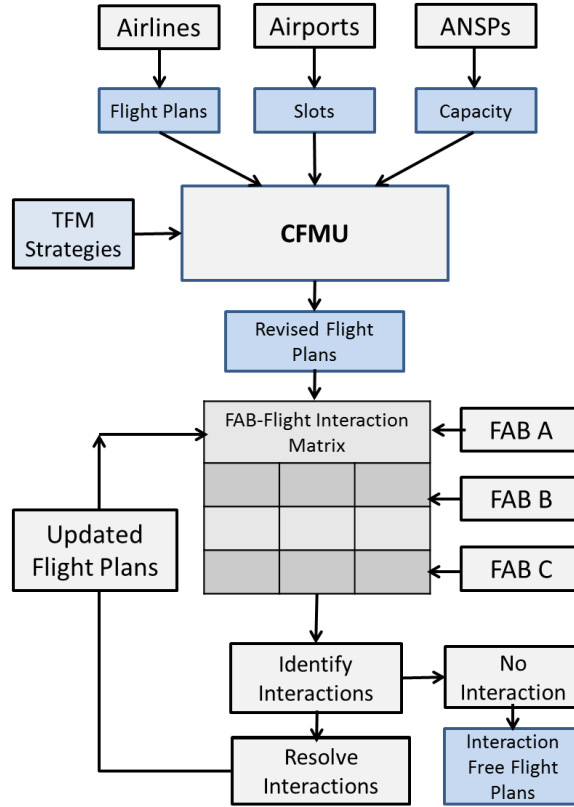 Airlines
Airports
ANSPs
Flight Plans
Slots
Capacity
TFM
Strategies
CFMU
Revised Flight
Plans
FAB-Flight Interaction
Matrix
FAB A
FAB B
FAB C
Updated
Flight Plans
Identify
Interactions
No
Interaction
Resolve
Interactions
Interaction
Free Flight
Plans